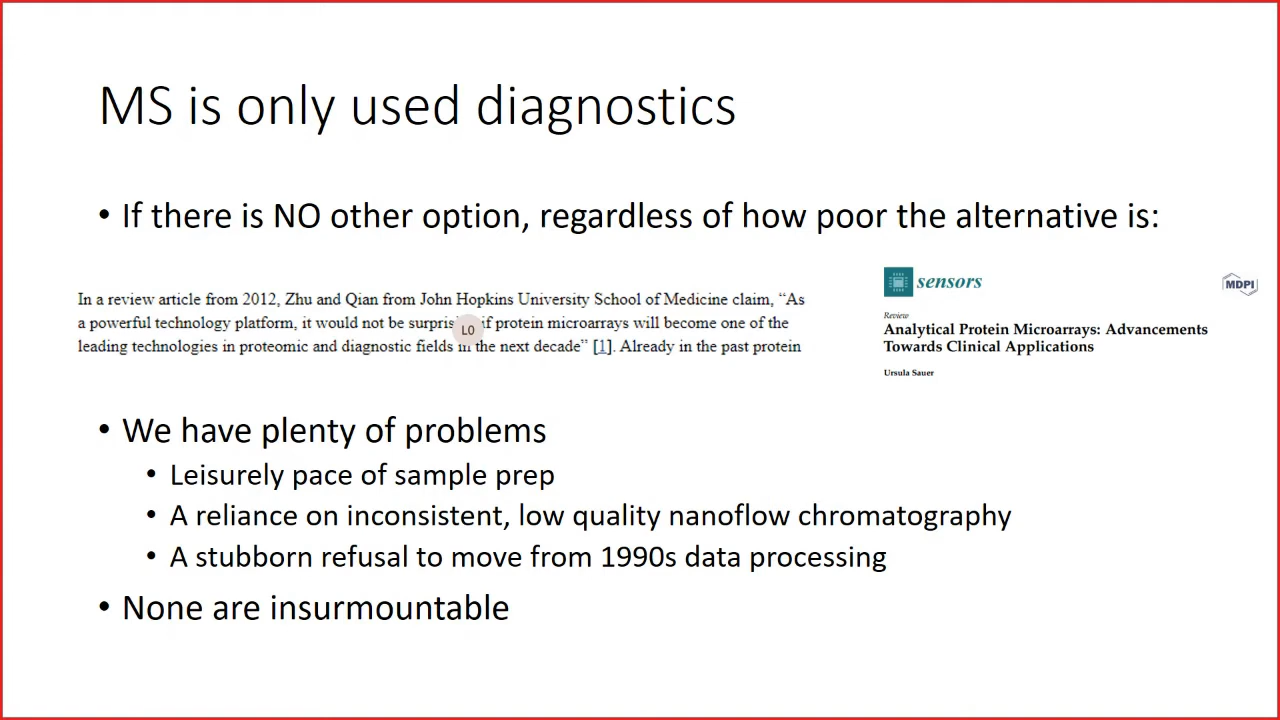 MS is only used diagnostics
• If there is NO other option, regardless of how poor the alternative is:
In a review article from 2012, Zhu and Qian from John Hopkins University School of Medicine claim, “As
a powerful technology platform, it would not be if protein microarrays will become one of the
leading technologies in proteomic and diagnostic fields in the next decade” [1]. Already in the past protein
LO
sensors
MDPI
Review
Analytical Protein Microarrays: Advancements
Towards Clinical Applications
Ursula Sauer
• We have plenty of problems
• Leisurely pace of sample prep
• A reliance on inconsistent, low quality nanoflow chromatography
• A stubborn refusal to move from 1990s data processing
• None are insurmountable